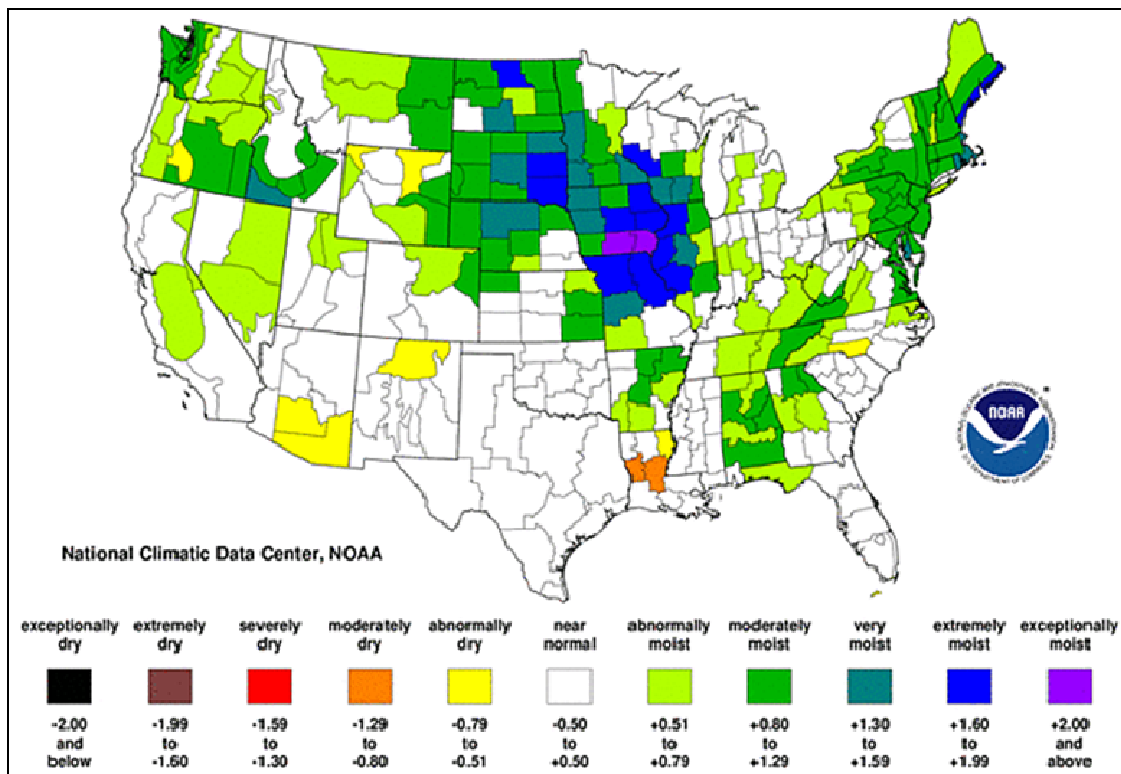 NOAA
National Climatic Data Center, NOAA
exceptionally dry
extremely dry
severely dry
moderately dry
abnormally dry
near normal
abnormally moist
moderately moist
very moist
extremely moist
exceptionally moist
-2.00 and below
-1.99 to -1.60
-1.59 to -1.30
-1.29 to -0.80
-0.79 to -0.51
-0.50 to +0.50
+0.51 to +0.79
+0.80 to +1.29
+1.30 to +1.59
+1.60 to +1.99
+2.00 and above